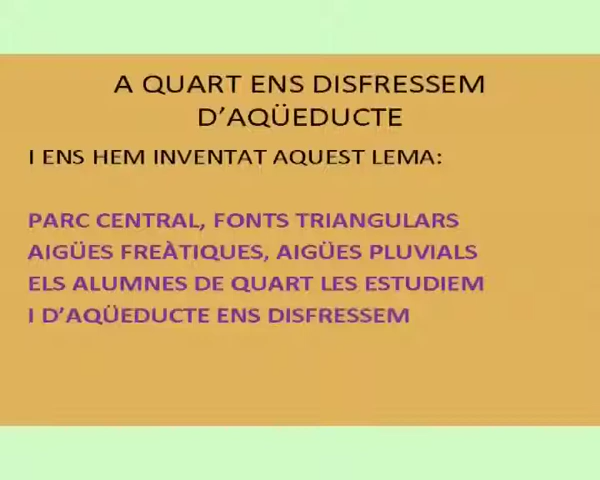 A QUART ENS DISFRESSEM
D’AQÜEDUCTE
I ENS HEM INVENTAT AQUEST LEMA:
PARC CENTRAL, FONTS TRIANGULARS
AIGÜES FREÀTIQUES, AIGÜES PLUVIALS
ELS ALUMNES DE QUART LES ESTUDIEM
I D’AQÜEDUCTE ENS DISFRESSEM